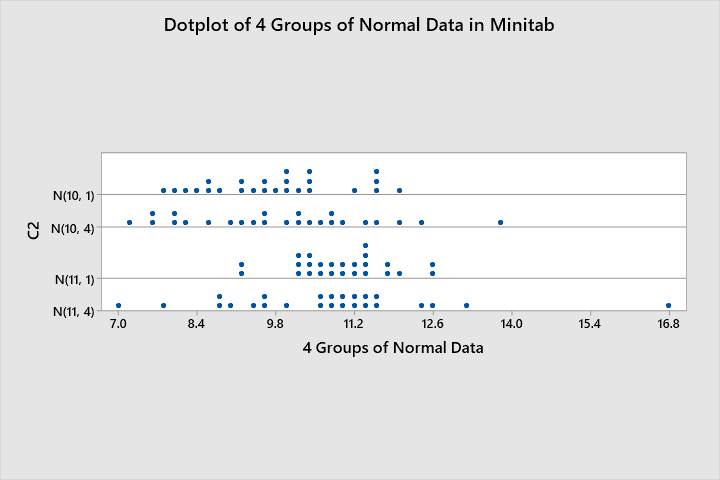 Dotplot of 4 Groups of Normal Data in Minitab
C2
N(10, 1)
N(10, 4)
N(11, 1)
N(11, 4)
7.0 8.4 9.8 11.2 12.6 14.0 15.4 16.8
4 Groups of Normal Data